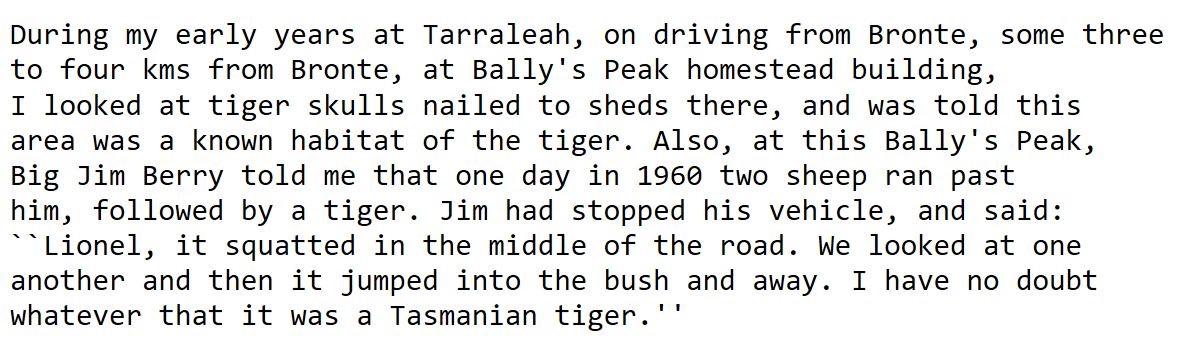 During my early years at Tarraleah, on driving from Bronte, some three
to four kms from Bronte, at Bally's Peak homestead building,
I looked at tiger skulls nailed to sheds there, and was told this
area was a known habitat of the tiger. Also, at this Bally's Peak,
Big Jim Berry told me that one day in 1960 two sheep ran past
him, followed by a tiger. Jim had stopped his vehicle, and said:
``Lionel, it squatted in the middle of the road. We looked at one
another and then it jumped into the bush and away. I have no doubt
whatever that it was a Tasmanian tiger.''